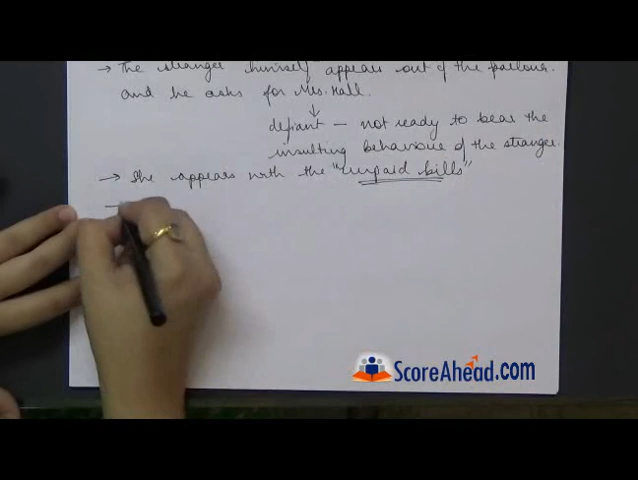 → The stranger himself appears out of the parlour.
and he asks for Mrs. Hall.
↓
defiant — not ready to bear the
insulting behaviour of the stranger.
→ She appears with the "unpaid bills"
ScoreAhead.com